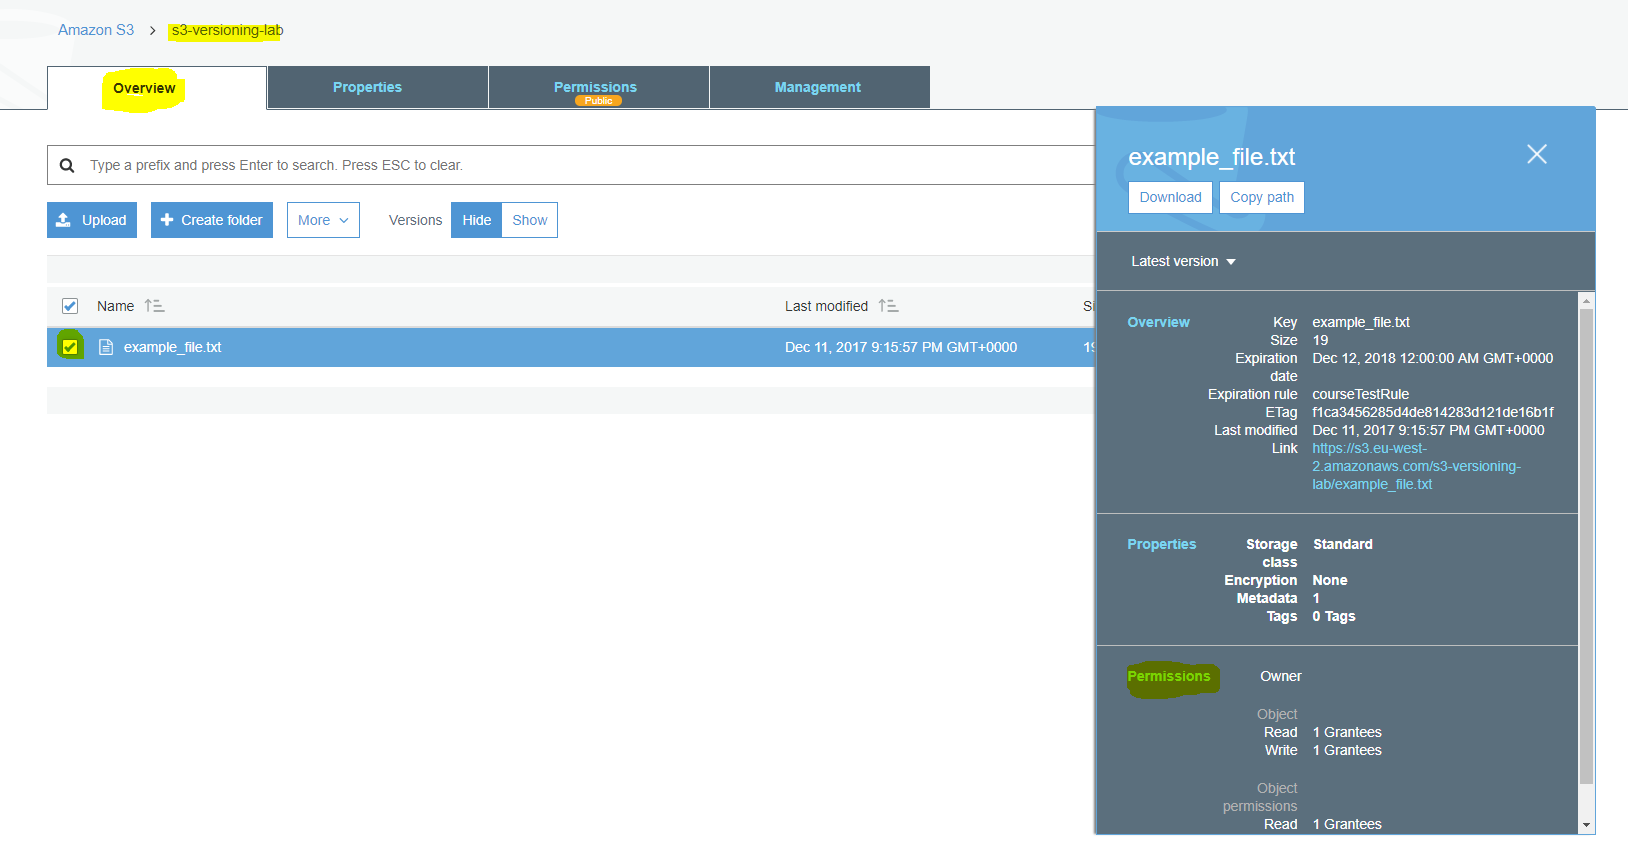 Amazon S3 > s3-versioning-lab
Overview
Properties
Permissions
Public
Management
Type a prefix and press Enter to search. Press ESC to clear.
Upload
Create folder
More
Versions
Hide
Show
Name
Last modified
example_file.txt
Dec 11, 2017 9:15:57 PM GMT+0000
example_file.txt
Download
Copy path
Latest version
Overview
Key example_file.txt
Size 19
Expiration Dec 12, 2018 12:00:00 AM GMT+0000
date
Expiration rule courseTestRule
ETag f1ca3456285d4de814283d121de16b1f
Last modified Dec 11, 2017 9:15:57 PM GMT+0000
Link https://s3.eu-west-
2.amazonaws.com/s3-versioning-
lab/example_file.txt
Properties
Storage Standard
class
Encryption None
Metadata 1
Tags 0 Tags
Permissions
Owner
Object
Read 1 Grantees
Write 1 Grantees
Object
permissions
Read 1 Grantees